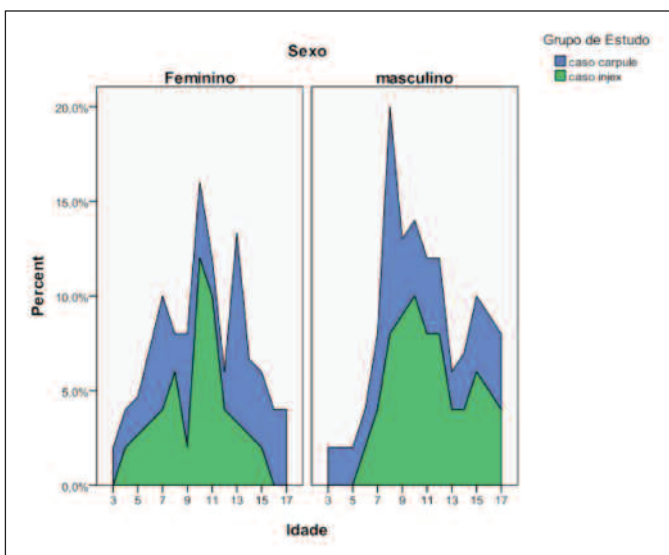 Sexo
Feminino
masculino
Grupo de Estudo
caso carpule
caso injex
Percent
20,0%
15,0%
10,0%
5,0%
0,0%
3 5 7 9 11 13 15 17
3 5 7 9 11 13 15 17
Idade